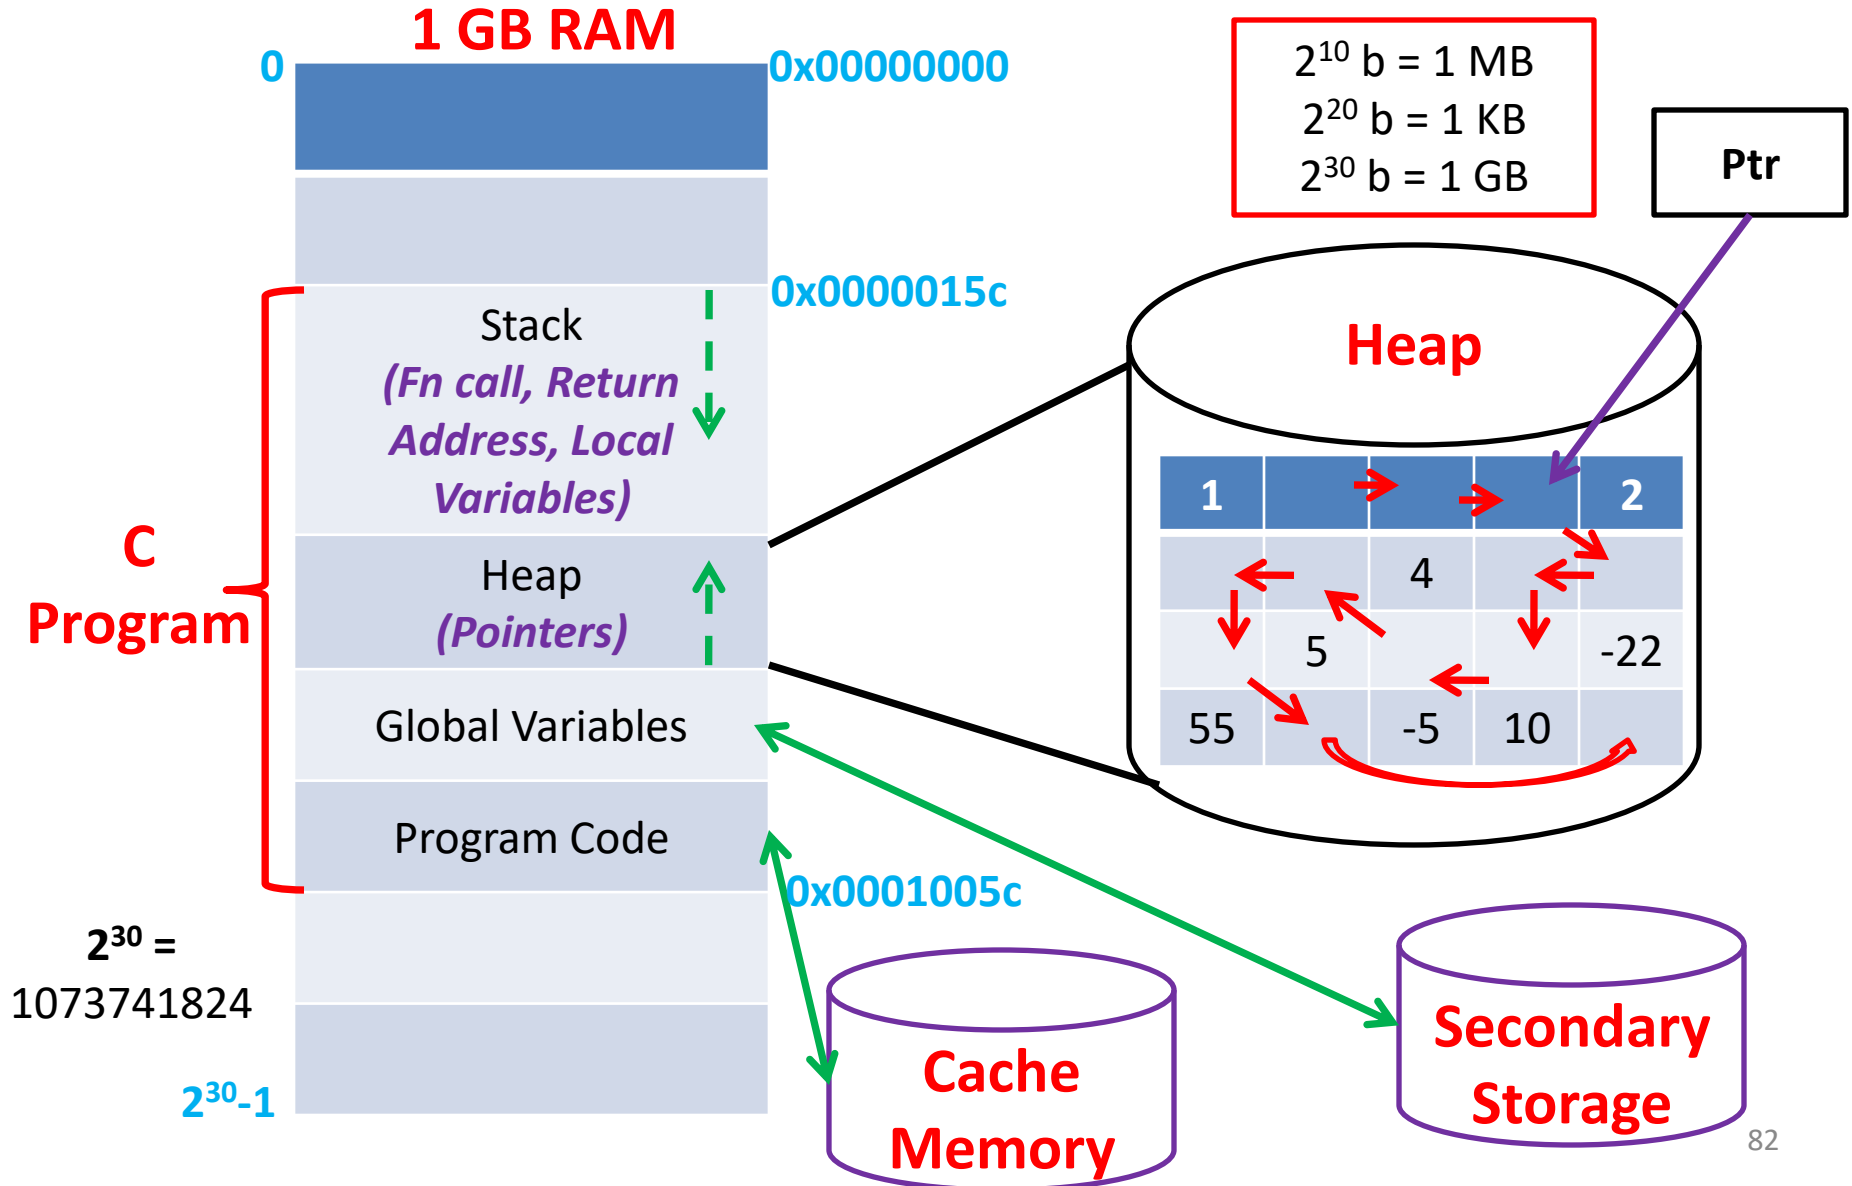 1 GB RAM
0
0x00000000
2¹⁰ b = 1 MB
2²⁰ b = 1 KB
2³⁰ b = 1 GB
Ptr
0x0000015c
Stack
(Fn call, Return
Address, Local
Variables)
Heap
(Pointers)
Global Variables
Program Code
C
Program
0x0001005c
2³⁰ =
1073741824
2³⁰-1
Heap
1 2
4
5 -22
55 -5 10
Cache
Memory
Secondary
Storage
82